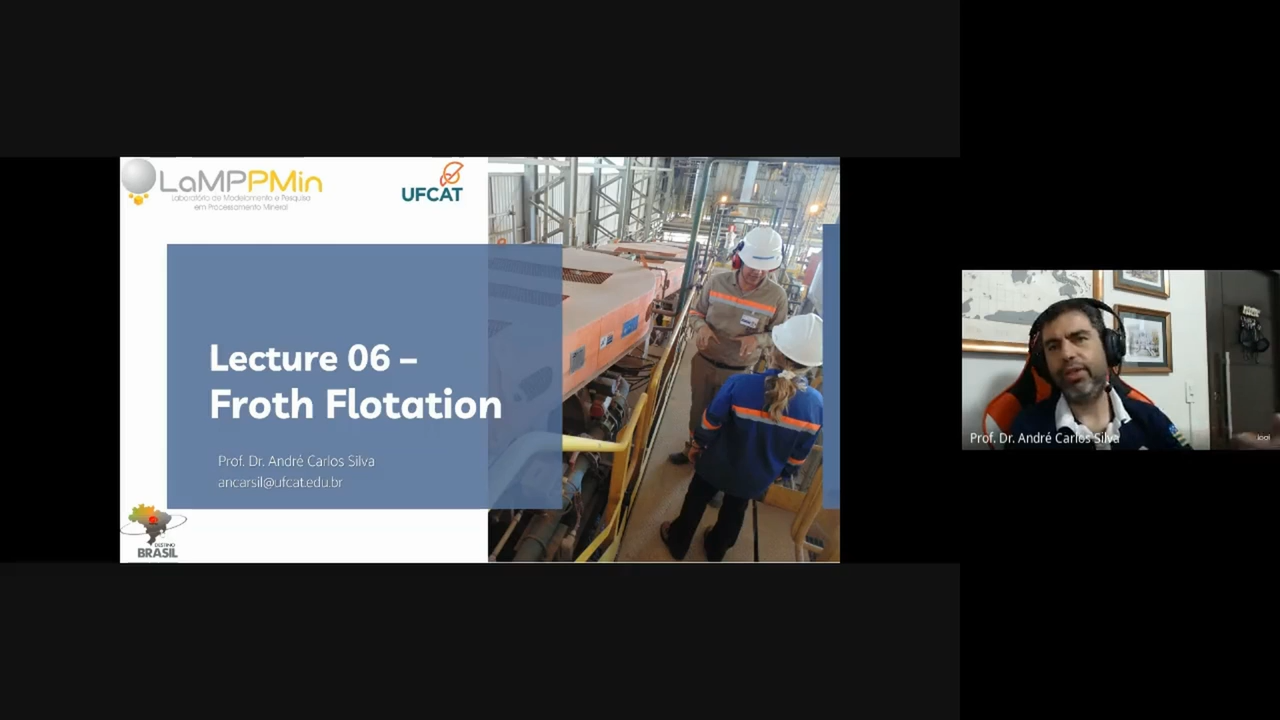 LaMPPMin
Laboratório de Modelamento e Pesquisa
em Processamento Mineral
UFCAT
Lecture 06 –
Froth Flotation
Prof. Dr. André Carlos Silva
ancarsil@ufcat.edu.br
DESTINO
BRASIL
Prof. Dr. André Carlos Silva